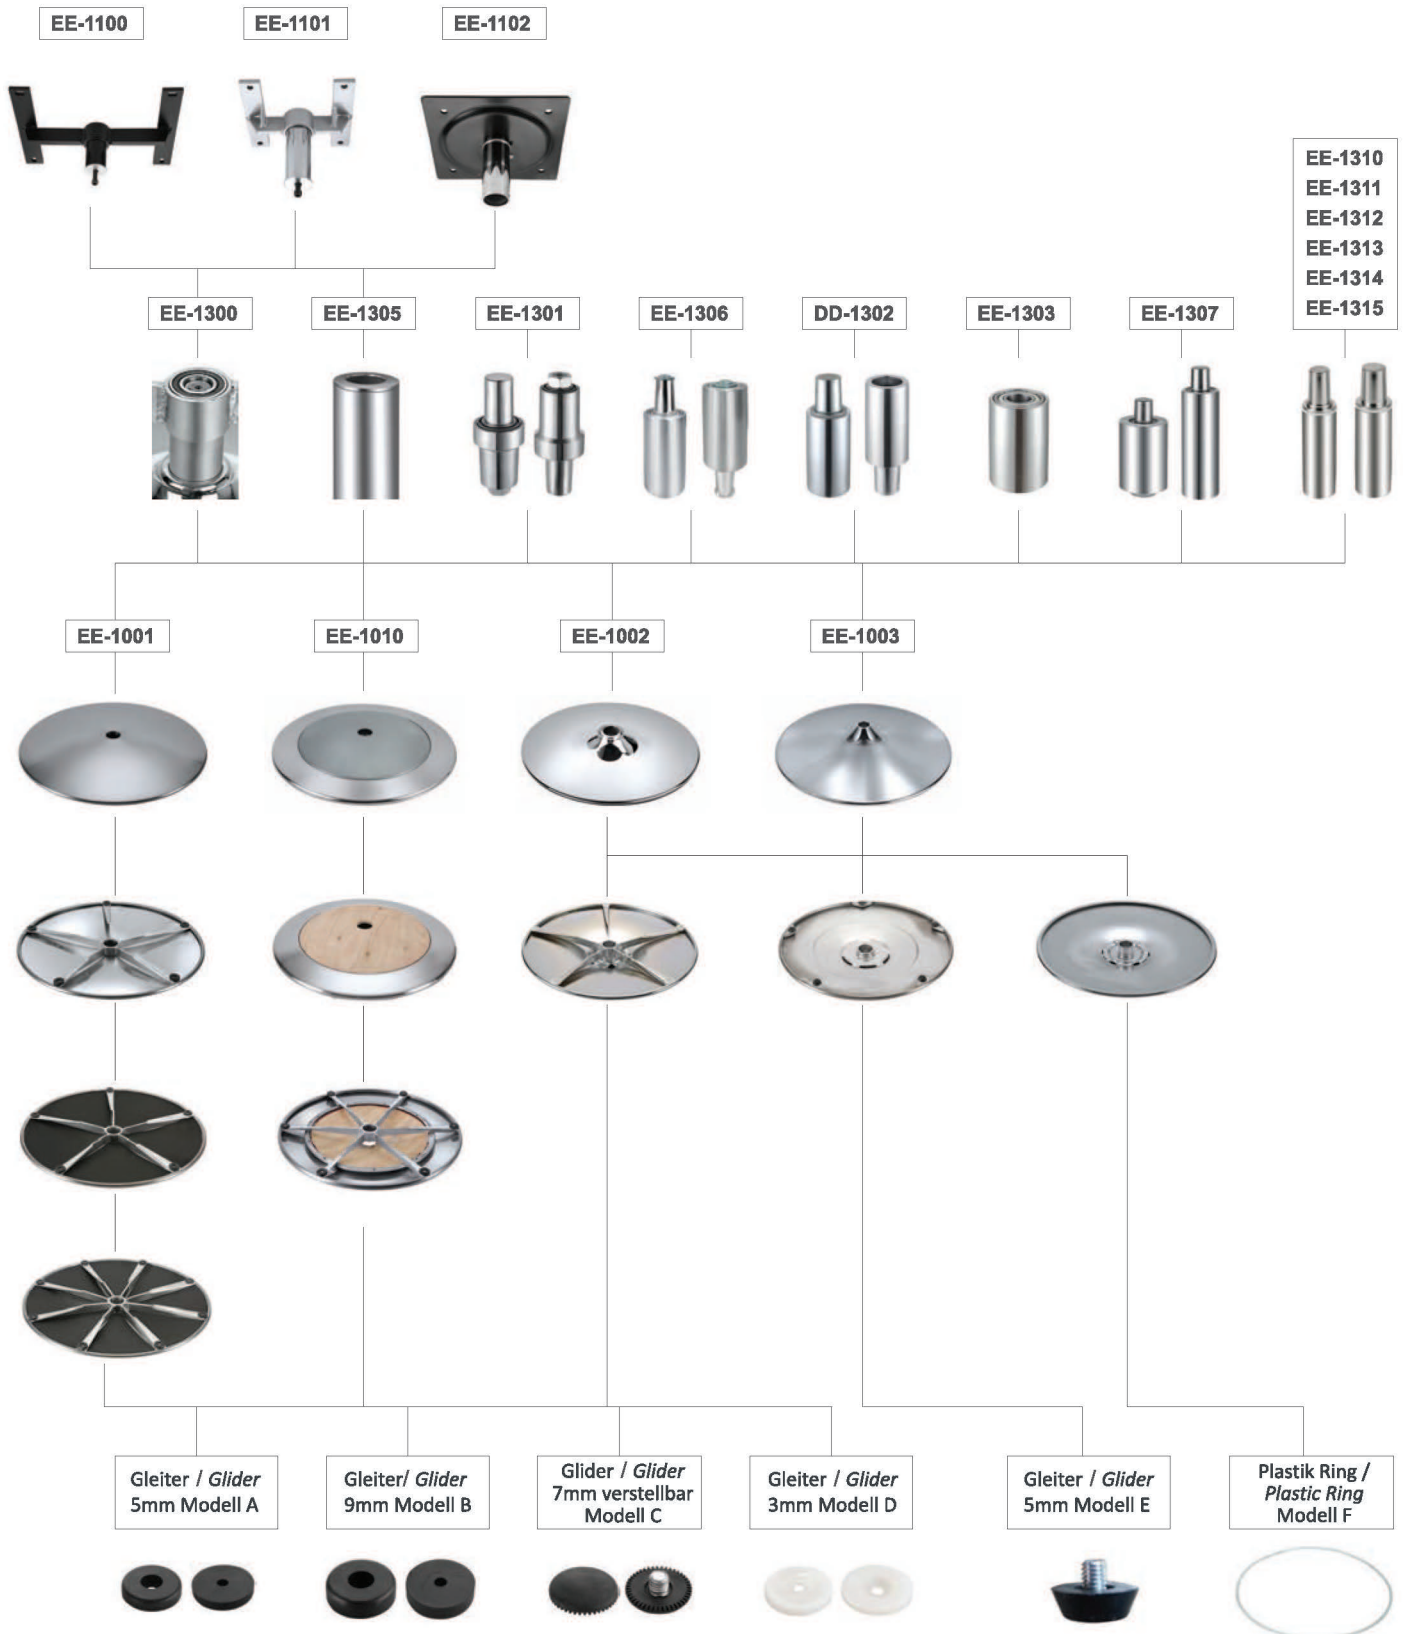 EE-1100
EE-1101
EE-1102
EE-1310
EE-1311
EE-1312
EE-1313
EE-1314
EE-1315
EE-1300
EE-1305
EE-1301
EE-1306
DD-1302
EE-1303
EE-1307
EE-1001
EE-1010
EE-1002
EE-1003
Gleiter / Glider
5mm Modell A
Gleiter/ Glider
9mm Modell B
Glider / Glider
7mm verstellbar
Modell C
Gleiter / Glider
3mm Modell D
Gleiter / Glider
5mm Modell E
Plastik Ring /
Plastic Ring
Modell F